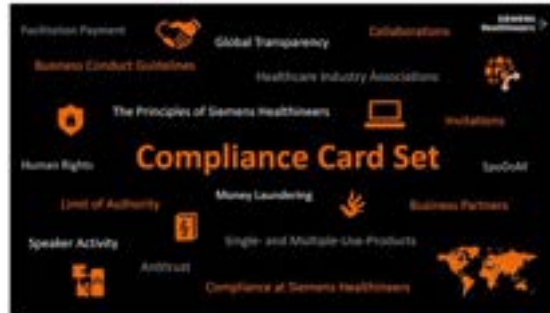 SIEMENS
Healthineers
Facilitation Payment
Global Transparency
Collaborations
Business Conduct Guidelines
Healthcare Industry Associations
The Principles of Siemens Healthineers
Invitations
Human Rights
Compliance Card Set
SpoDoM
Limit of Authority
Money Laundering
Business Partners
Speaker Activity
Single- and Multiple-Use-Products
Antitrust
Compliance at Siemens Healthineers